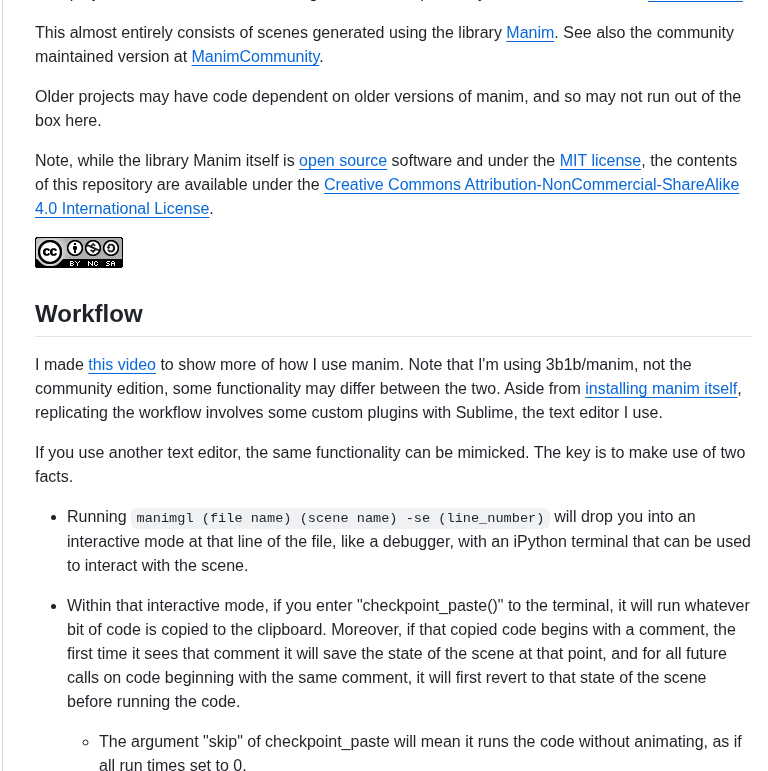 This almost entirely consists of scenes generated using the library Manim. See also the community
maintained version at ManimCommunity.
Older projects may have code dependent on older versions of manim, and so may not run out of the
box here.
Note, while the library Manim itself is open source software and under the MIT license, the contents
of this repository are available under the Creative Commons Attribution-NonCommercial-ShareAlike
4.0 International License.
cc
BY NC SA
Workflow
I made this video to show more of how I use manim. Note that I'm using 3b1b/manim, not the
community edition, some functionality may differ between the two. Aside from installing manim itself,
replicating the workflow involves some custom plugins with Sublime, the text editor I use.
If you use another text editor, the same functionality can be mimicked. The key is to make use of two
facts.
• Running manimgl (file name) (scene name) -se (line_number) will drop you into an
interactive mode at that line of the file, like a debugger, with an iPython terminal that can be used
to interact with the scene.
• Within that interactive mode, if you enter "checkpoint_paste()" to the terminal, it will run whatever
bit of code is copied to the clipboard. Moreover, if that copied code begins with a comment, the
first time it sees that comment it will save the state of the scene at that point, and for all future
calls on code beginning with the same comment, it will first revert to that state of the scene
before running the code.
◦ The argument "skip" of checkpoint_paste will mean it runs the code without animating, as if
all run times set to 0.